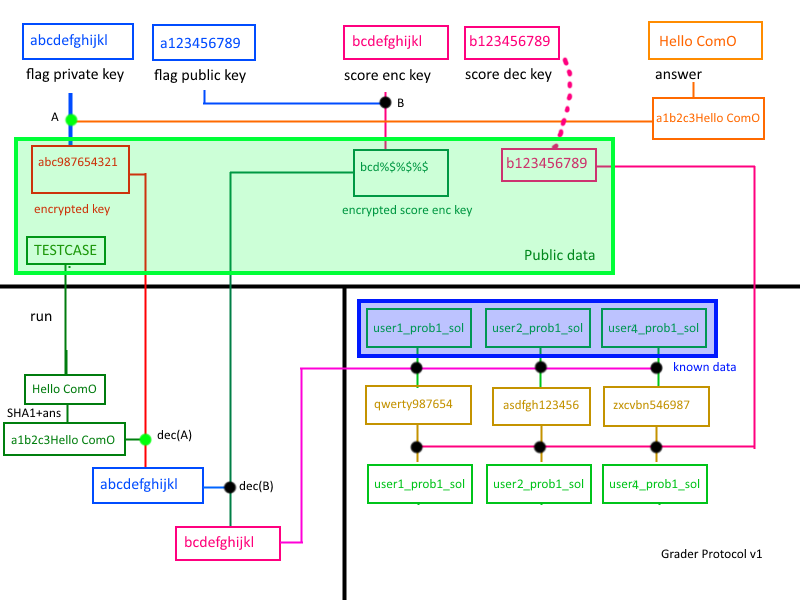 abcdefghijkl
a123456789
bcdefghijkl
b123456789
Hello ComO
flag private key
flag public key
score enc key
score dec key
answer
A
B
a1b2c3Hello ComO
abc987654321
bcd%$%$%$
b123456789
encrypted key
encrypted score enc key
TESTCASE
Public data
run
user1_prob1_sol
user2_prob1_sol
user4_prob1_sol
known data
Hello ComO
qwerty987654
asdfgh123456
zxcvbn546987
SHA1+ans
a1b2c3Hello ComO
dec(A)
abcdefghijkl
dec(B)
user1_prob1_sol
user2_prob1_sol
user4_prob1_sol
bcdefghijkl
Grader Protocol v1